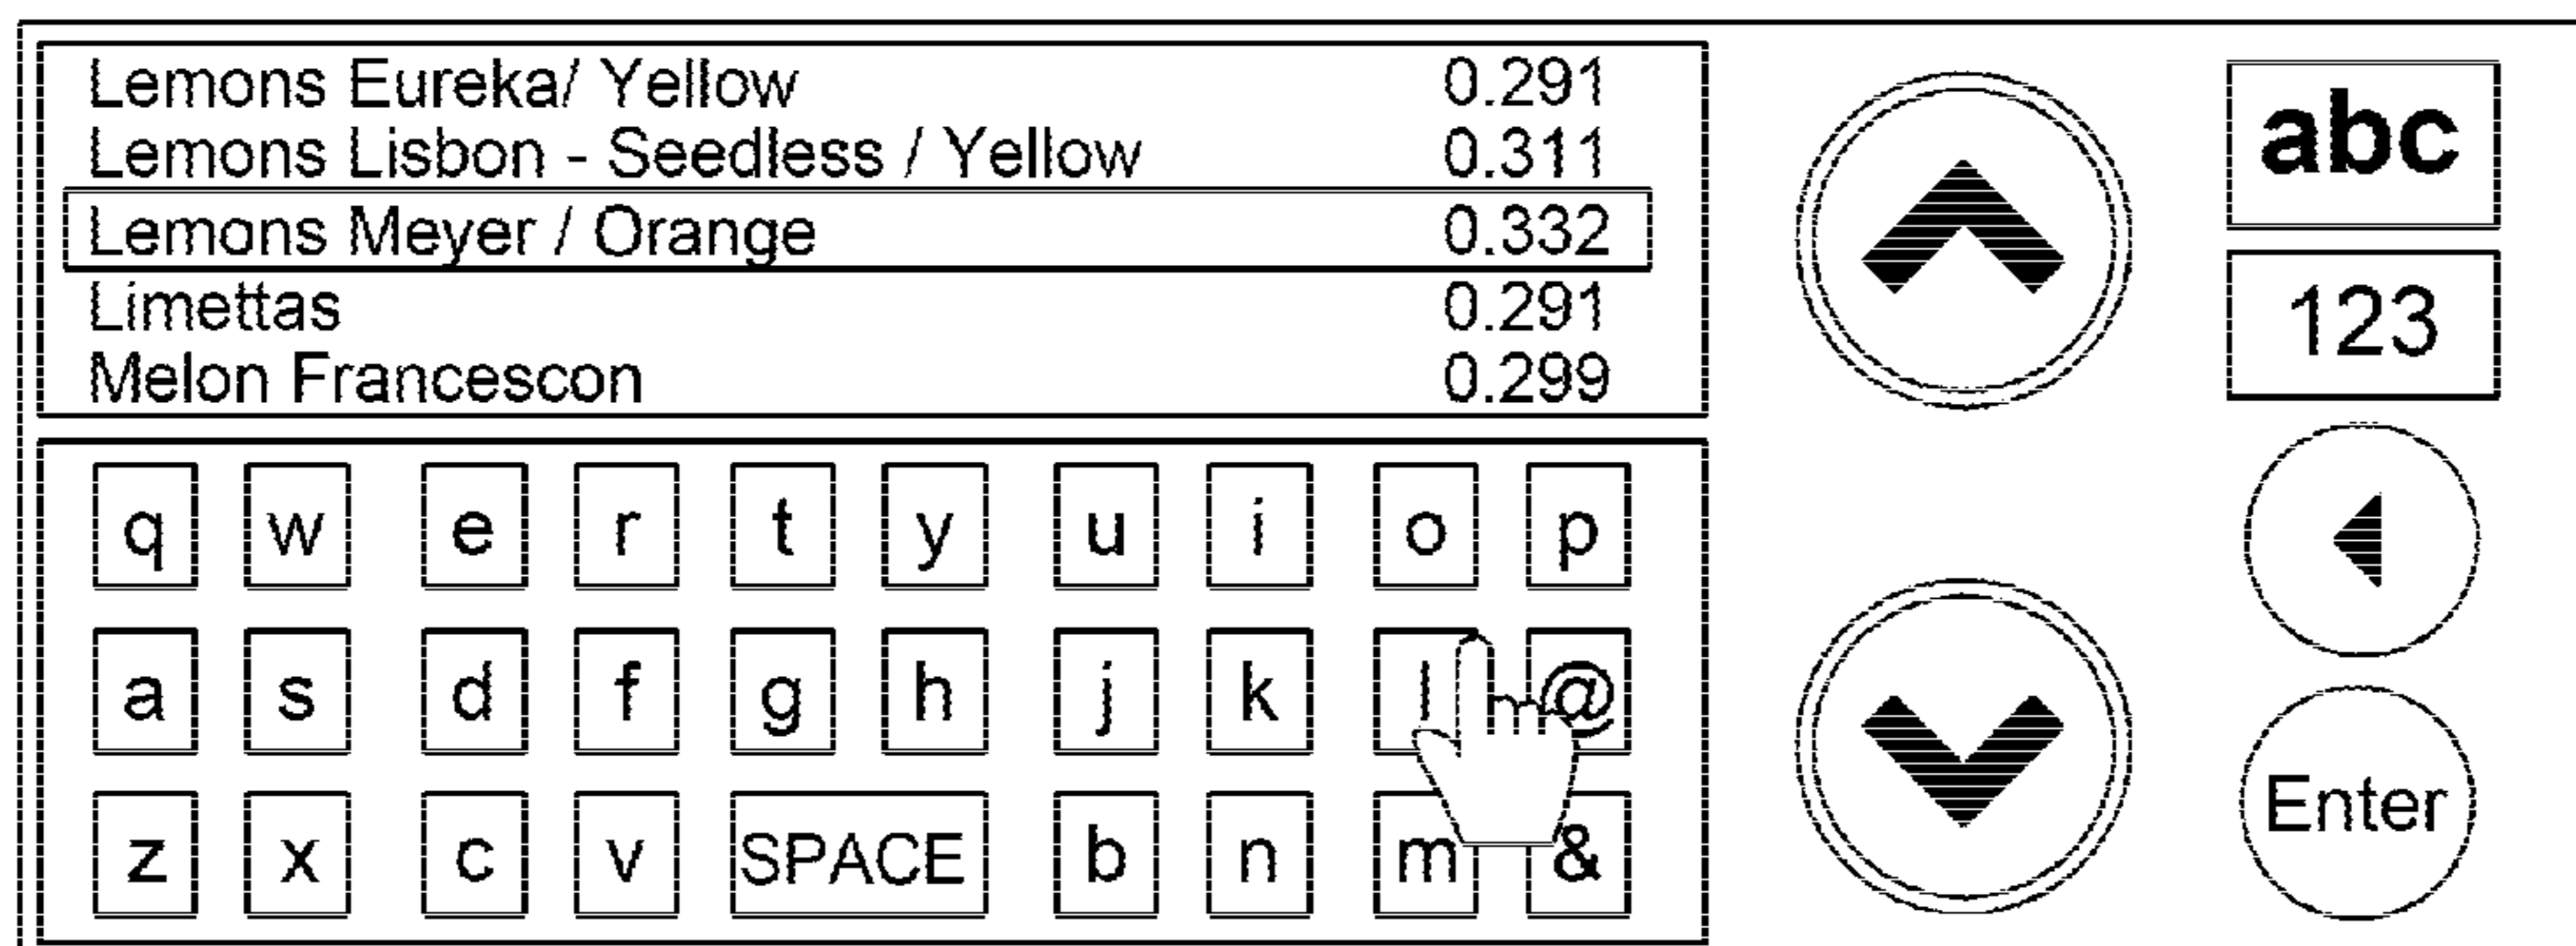 Lemons Eureka/ Yellow 0.291
Lemons Lisbon - Seedless / Yellow 0.311
Lemons Meyer / Orange 0.332
Limettas 0.291
Melon Francescon 0.299
abc
123
q w e r t y u i o p
a s d f g h j k l @
z x c v SPACE b n m &
Enter